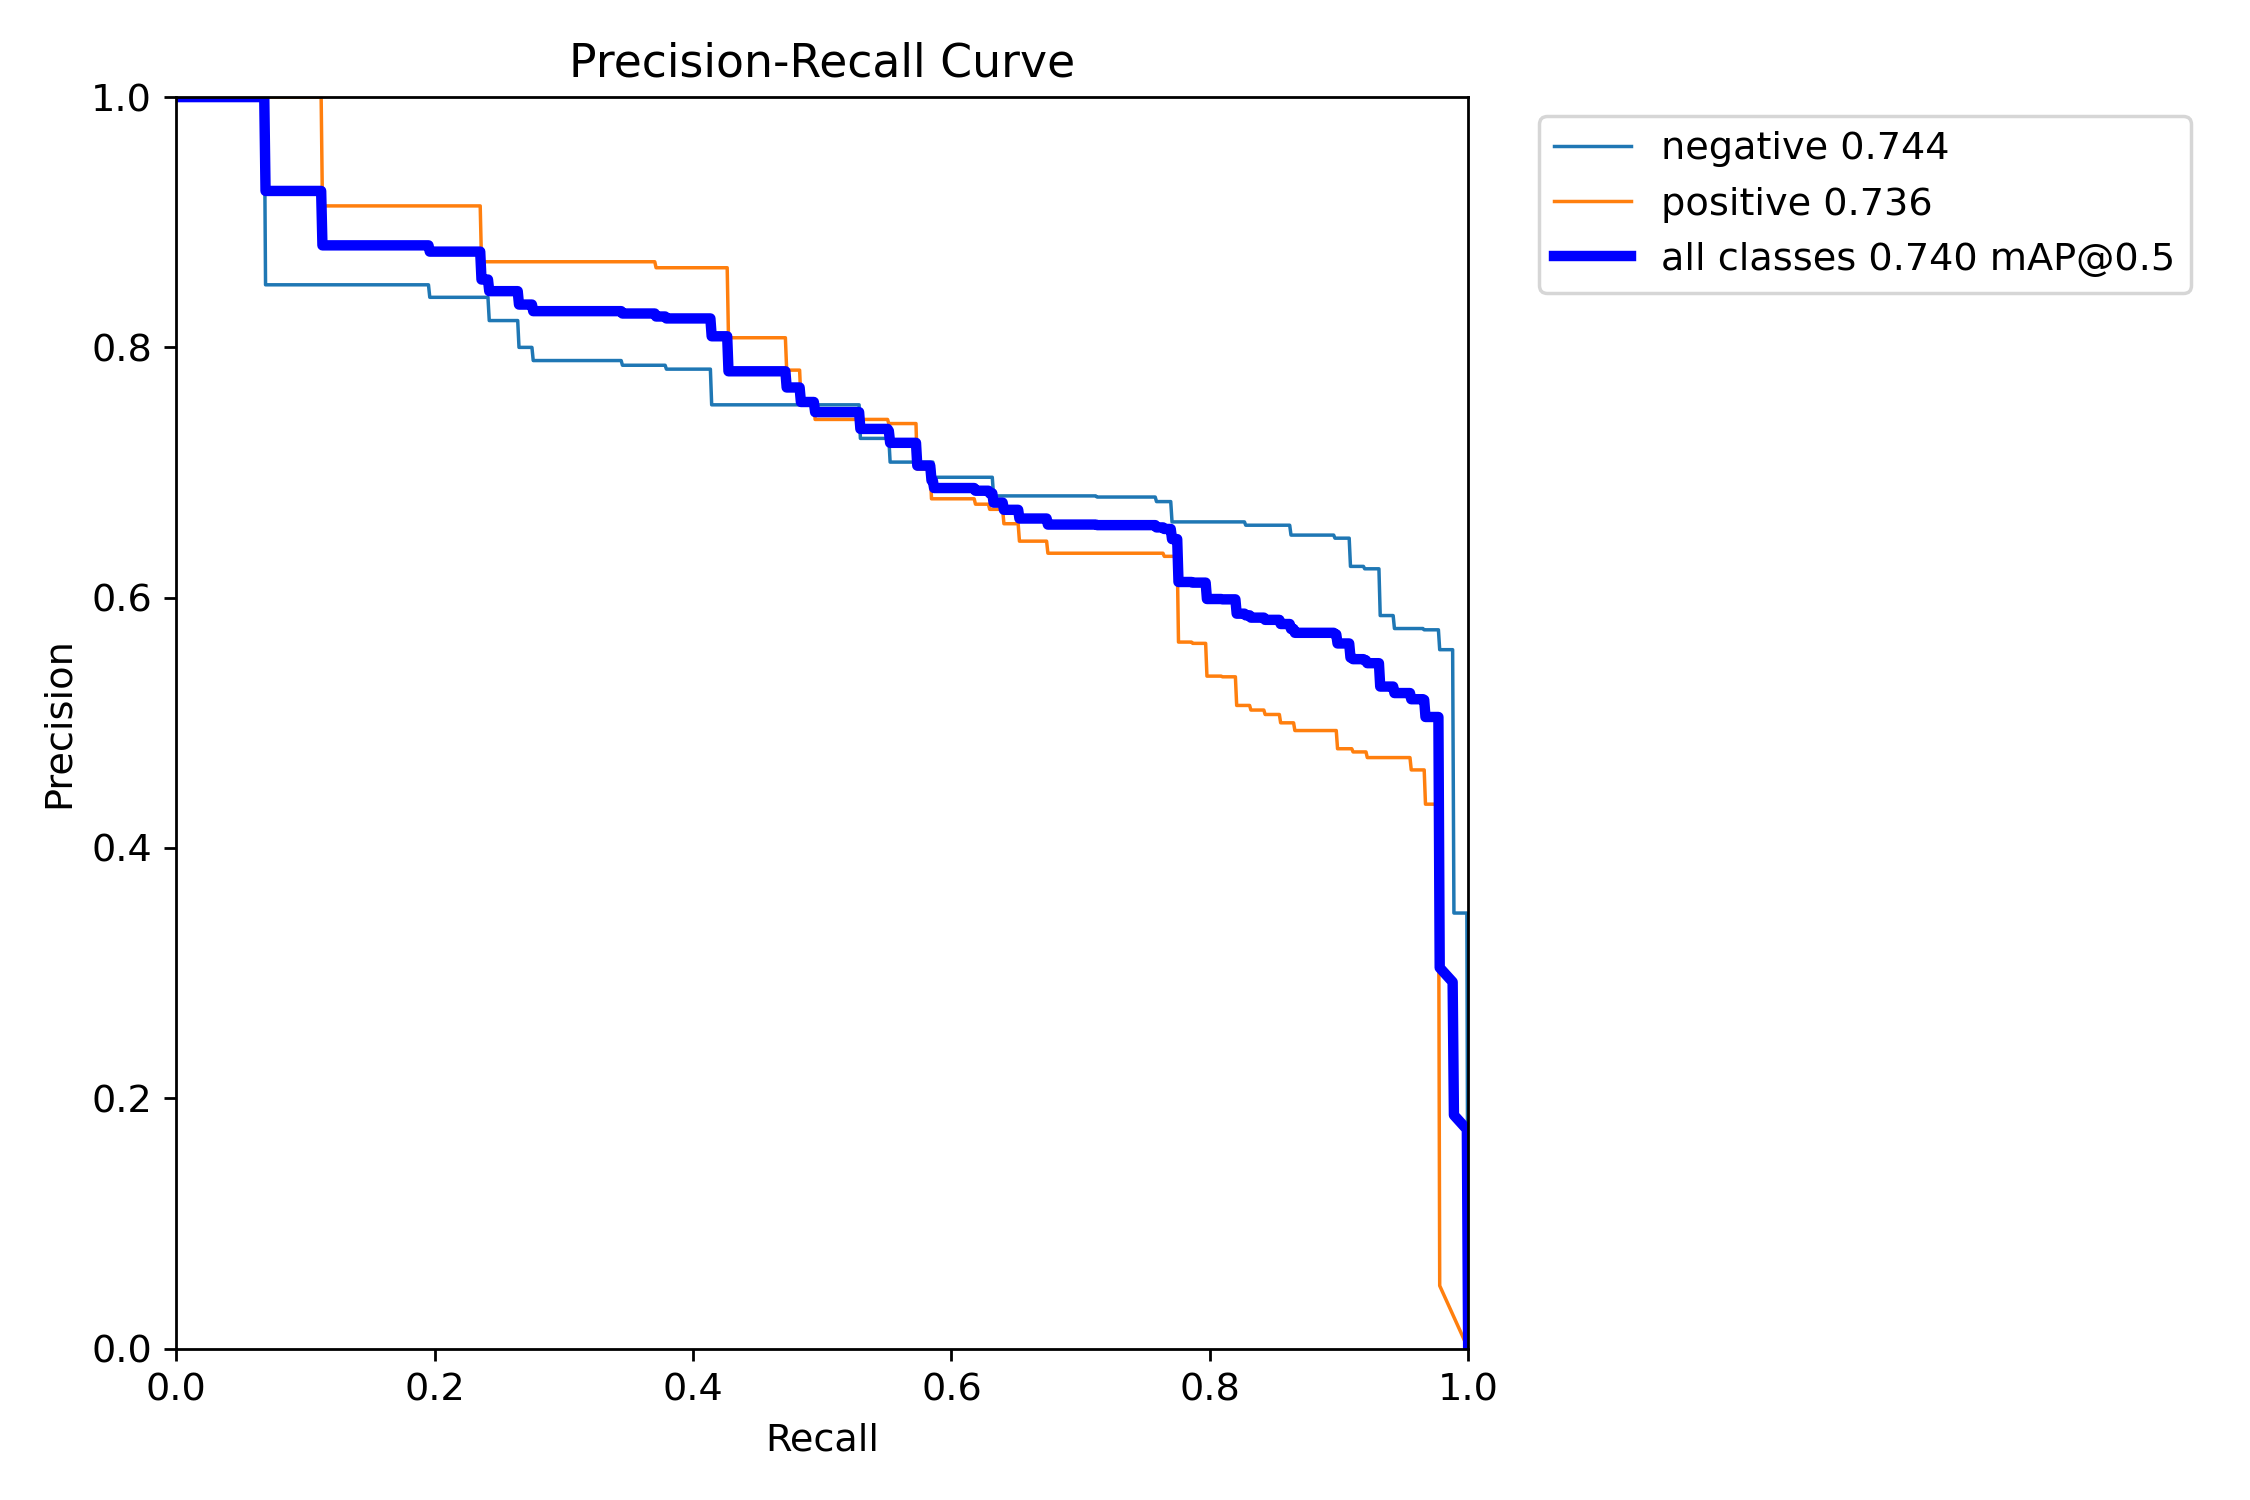 Precision-Recall Curve
1.0
0.8
0.6
0.4
0.2
0.0
Precision
0.0 0.2 0.4 0.6 0.8 1.0
Recall
negative 0.744
positive 0.736
all classes 0.740 mAP@0.5